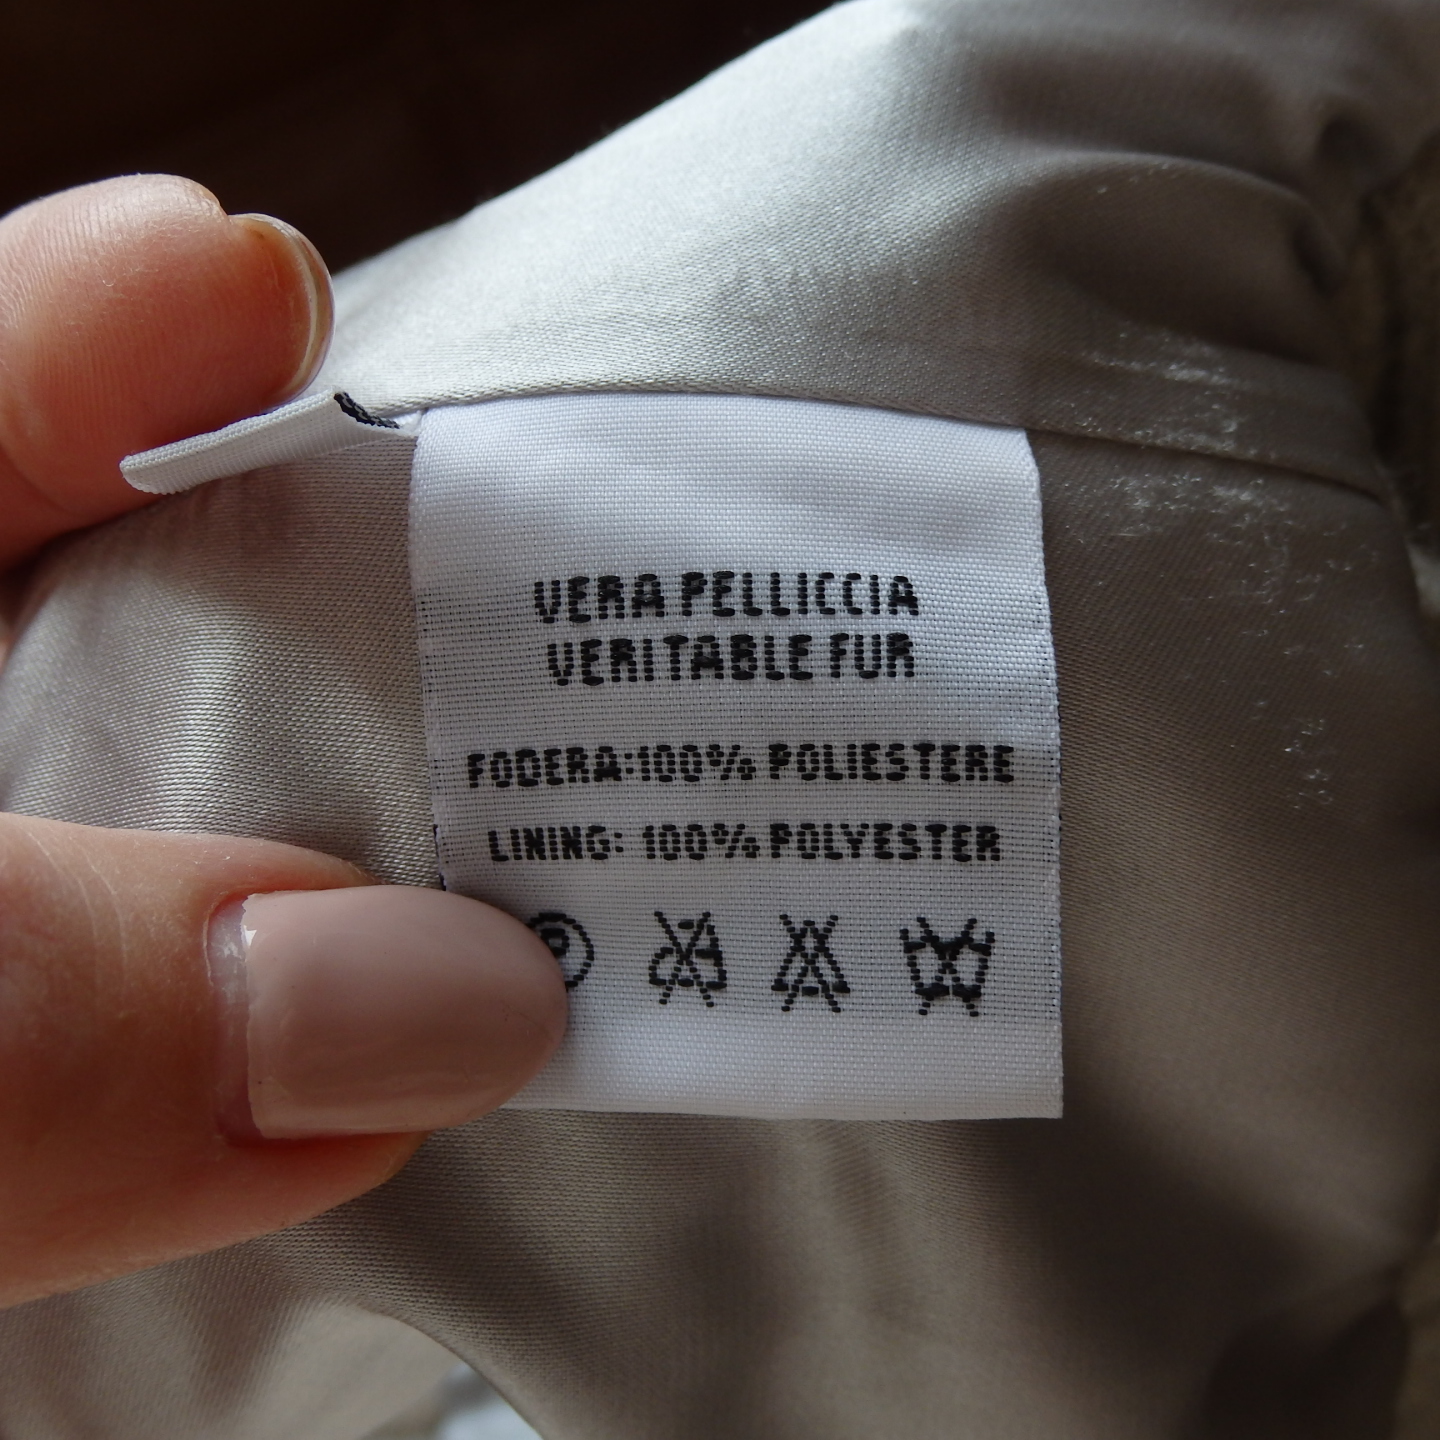 VERA PELLICCIA
VERITABLE FUR
FODERA:100% POLIESTERE
LINING: 100% POLYESTER
P